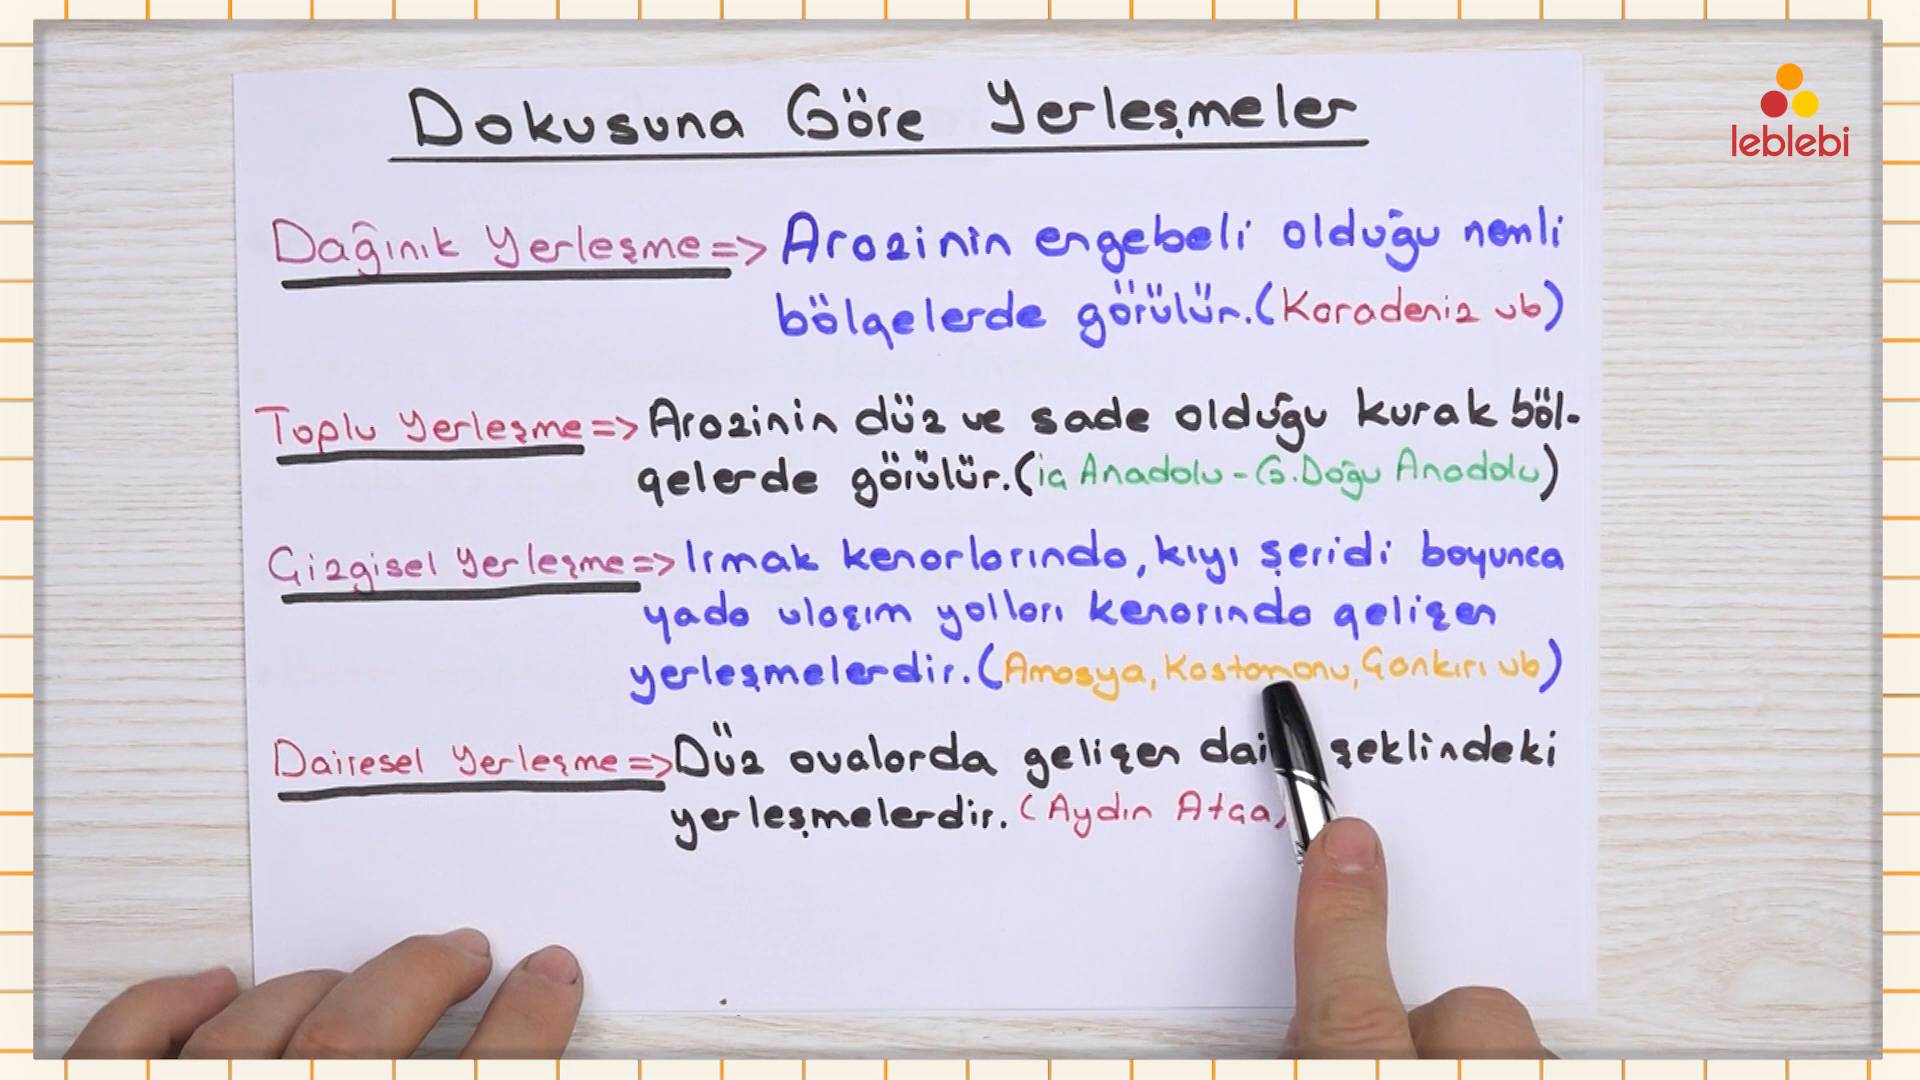 Dokusuna Göre Yerleşmeler
leblebi
Dağınık Yerleşme => Arazinin engebeli olduğu nemli
bölgelerde görülür. (Karadeniz vb)
Toplu Yerleşme => Arazinin düz ve sade olduğu kurak böl-
gelerde görülür. (iç Anadolu - G.Doğu Anadolu)
Çizgisel Yerleşme => Irmak kenarlarında, kıyı şeridi boyunca
yada ulaşım yolları kenarında gelişen
yerleşmelerdir. (Amasya, Kastamonu, Çankırı vb)
Dairesel Yerleşme => Düz ovalarda gelişen şeklindeki
yerleşmelerdir. (Aydın Atça)